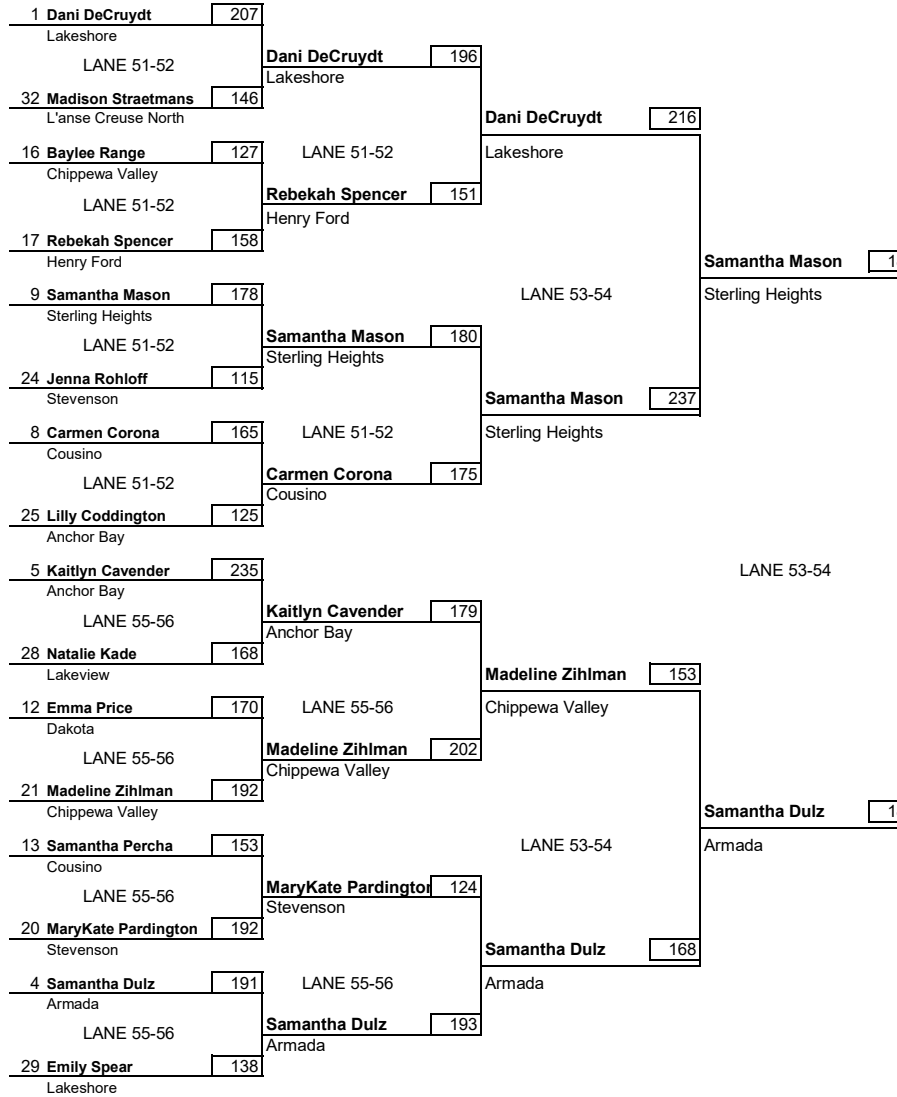 1 Dani DeCruydt 207
Lakeshore
LANE 51-52
32 Madison Straetmans 146
L'anse Creuse North
16 Baylee Range 127
Chippewa Valley
LANE 51-52
17 Rebekah Spencer 158
Henry Ford
9 Samantha Mason 178
Sterling Heights
LANE 51-52
24 Jenna Rohloff 115
Stevenson
8 Carmen Corona 165
Cousino
LANE 51-52
25 Lilly Coddington 125
Anchor Bay
5 Kaitlyn Cavender 235
Anchor Bay
LANE 55-56
28 Natalie Kade 168
Lakeview
12 Emma Price 170
Dakota
LANE 55-56
21 Madeline Zihlman 192
Chippewa Valley
13 Samantha Percha 153
Cousino
LANE 55-56
20 MaryKate Pardington 192
Stevenson
4 Samantha Dulz 191
Armada
LANE 55-56
29 Emily Spear 138
Lakeshore
Dani DeCruydt 196
Lakeshore
LANE 51-52
Rebekah Spencer 151
Henry Ford
Samantha Mason 180
Sterling Heights
LANE 51-52
Carmen Corona 175
Cousino
Kaitlyn Cavender 179
Anchor Bay
LANE 55-56
Madeline Zihlman 202
Chippewa Valley
MaryKate Pardington 124
Stevenson
LANE 55-56
Samantha Dulz 193
Armada
Dani DeCruydt 216
Lakeshore
LANE 53-54
Samantha Mason 237
Sterling Heights
Madeline Zihlman 153
Chippewa Valley
LANE 53-54
Samantha Dulz 168
Armada
Samantha Mason
Sterling Heights
LANE 53-54
Samantha Dulz
Armada